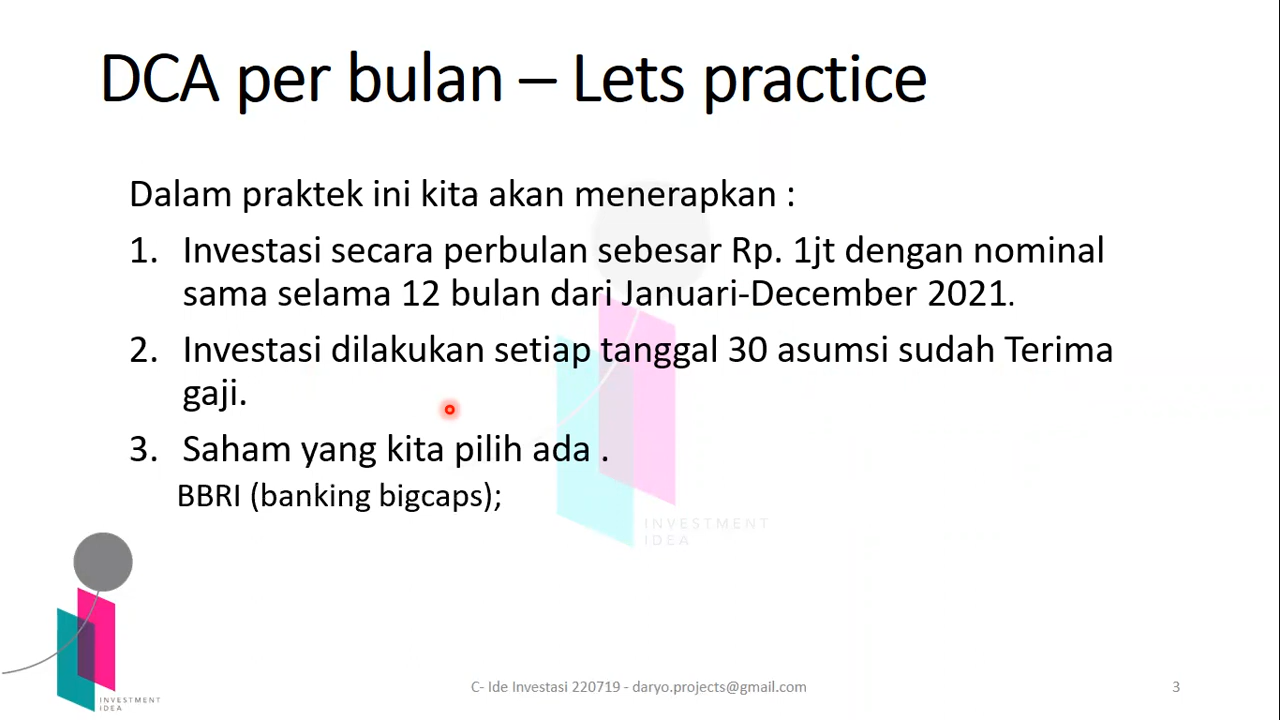 DCA per bulan – Lets practice
Dalam praktek ini kita akan menerapkan :
1. Investasi secara perbulan sebesar Rp. 1jt dengan nominal
sama selama 12 bulan dari Januari-December 2021.
2. Investasi dilakukan setiap tanggal 30 asumsi sudah Terima
gaji.
3. Saham yang kita pilih ada .
BBRI (banking bigcaps);
INVESTMENT
IDEA
INVESTMENT
IDEA
C- Ide Investasi 220719 - daryo.projects@gmail.com
3